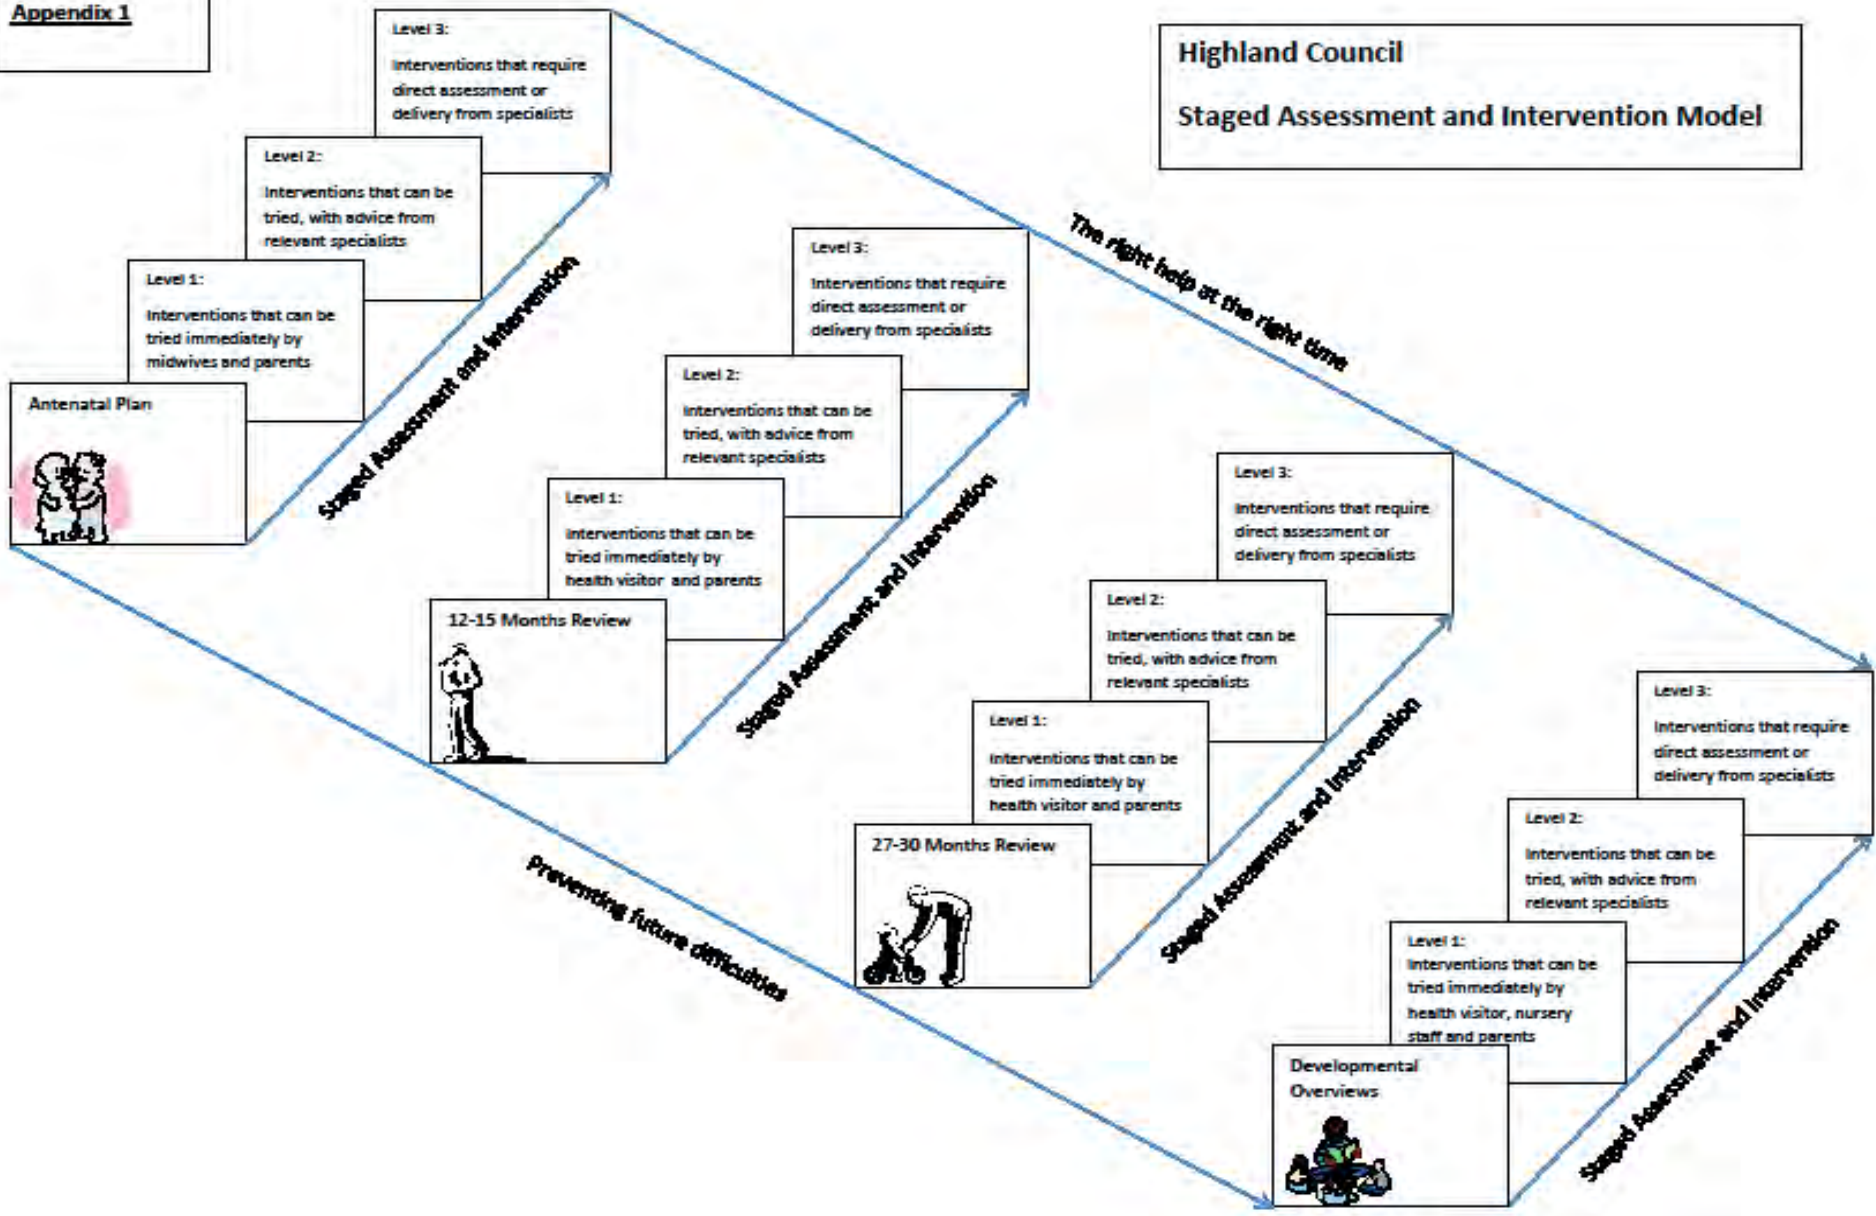 Appendix 1
Highland Council
Staged Assessment and Intervention Model
Level 3:
Interventions that require
direct assessment or
delivery from specialists
Level 2:
Interventions that can be
tried, with advice from
relevant specialists
Level 1:
Interventions that can be
tried immediately by
midwives and parents
Antenatal Plan
Staged Assessment and Intervention
Level 3:
Interventions that require
direct assessment or
delivery from specialists
Level 2:
Interventions that can be
tried, with advice from
relevant specialists
Level 1:
Interventions that can be
tried immediately by
health visitor and parents
12-15 Months Review
Staged Assessment and Intervention
The right help at the right time
Level 3:
Interventions that require
direct assessment or
delivery from specialists
Level 2:
Interventions that can be
tried, with advice from
relevant specialists
Level 1:
Interventions that can be
tried immediately by
health visitor and parents
27-30 Months Review
Staged Assessment and Intervention
Preventing future difficulties
Level 3:
Interventions that require
direct assessment or
delivery from specialists
Level 2:
Interventions that can be
tried, with advice from
relevant specialists
Level 1:
Interventions that can be
tried immediately by
health visitor, nursery
staff and parents
Developmental
Overviews
Staged Assessment and Intervention